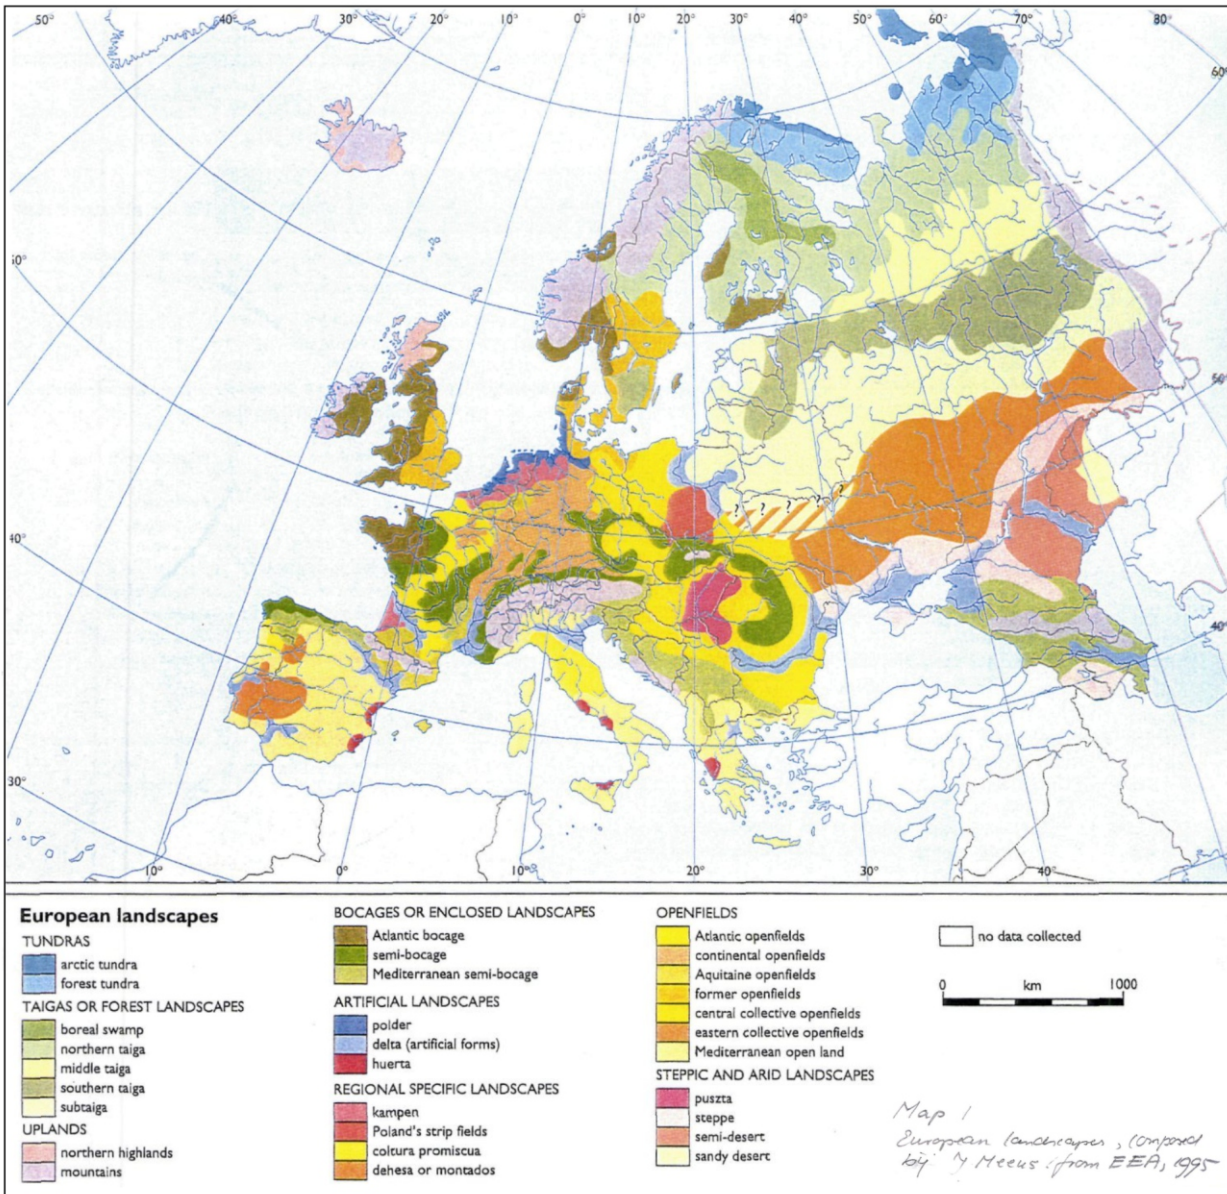 50° 40° 30° 20° 10° 0° 10° 20° 30° 40° 50° 60° 70° 80°
60°
50°
50°
40°
40°
30°
? ? ? ? ?
10° 0° 10° 20° 30° 40°
European landscapes
TUNDRAS
arctic tundra
forest tundra
TAIGAS OR FOREST LANDSCAPES
boreal swamp
northern taiga
middle taiga
southern taiga
subtaiga
UPLANDS
northern highlands
mountains
BOCAGES OR ENCLOSED LANDSCAPES
Atlantic bocage
semi-bocage
Mediterranean semi-bocage
ARTIFICIAL LANDSCAPES
polder
delta (artificial forms)
huerta
REGIONAL SPECIFIC LANDSCAPES
kampen
Poland's strip fields
coltura promiscua
dehesa or montados
OPENFIELDS
Atlantic openfields
continental openfields
Aquitaine openfields
former openfields
central collective openfields
eastern collective openfields
Mediterranean open land
STEPPIC AND ARID LANDSCAPES
puszta
steppe
semi-desert
sandy desert
no data collected
0 km 1000
Map 1
European landscapes, composed
by J Meeus (from EEA, 1995